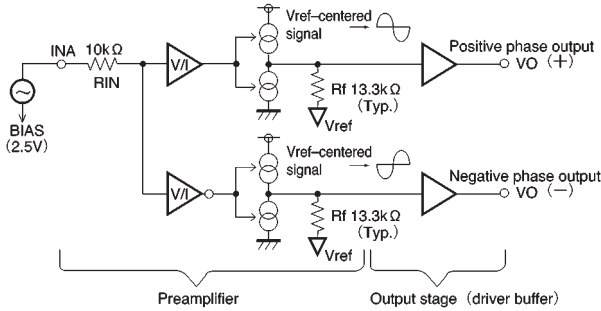 Vref–centered
signal
Positive phase output
VO (+)
INA
10kΩ
RIN
V/I
Rf 13.3kΩ
(Typ.)
Vref
BIAS
(2.5V)
Vref–centered
signal
Negative phase output
VO (−)
V/I
Rf 13.3kΩ
(Typ.)
Vref
Preamplifier
Output stage (driver buffer)